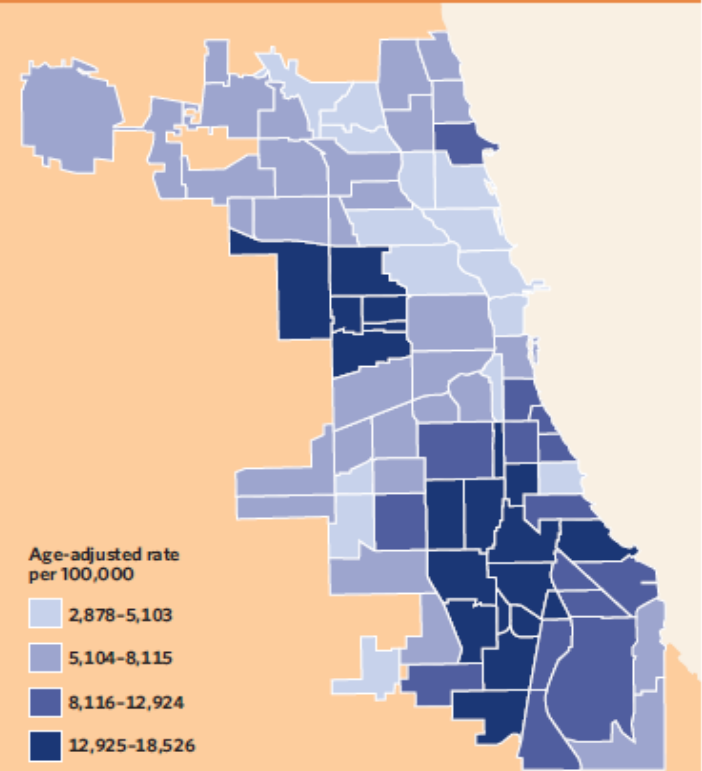 Age-adjusted rate
per 100,000
2,878–5,103
5,104–8,115
8,116–12,924
12,925–18,526